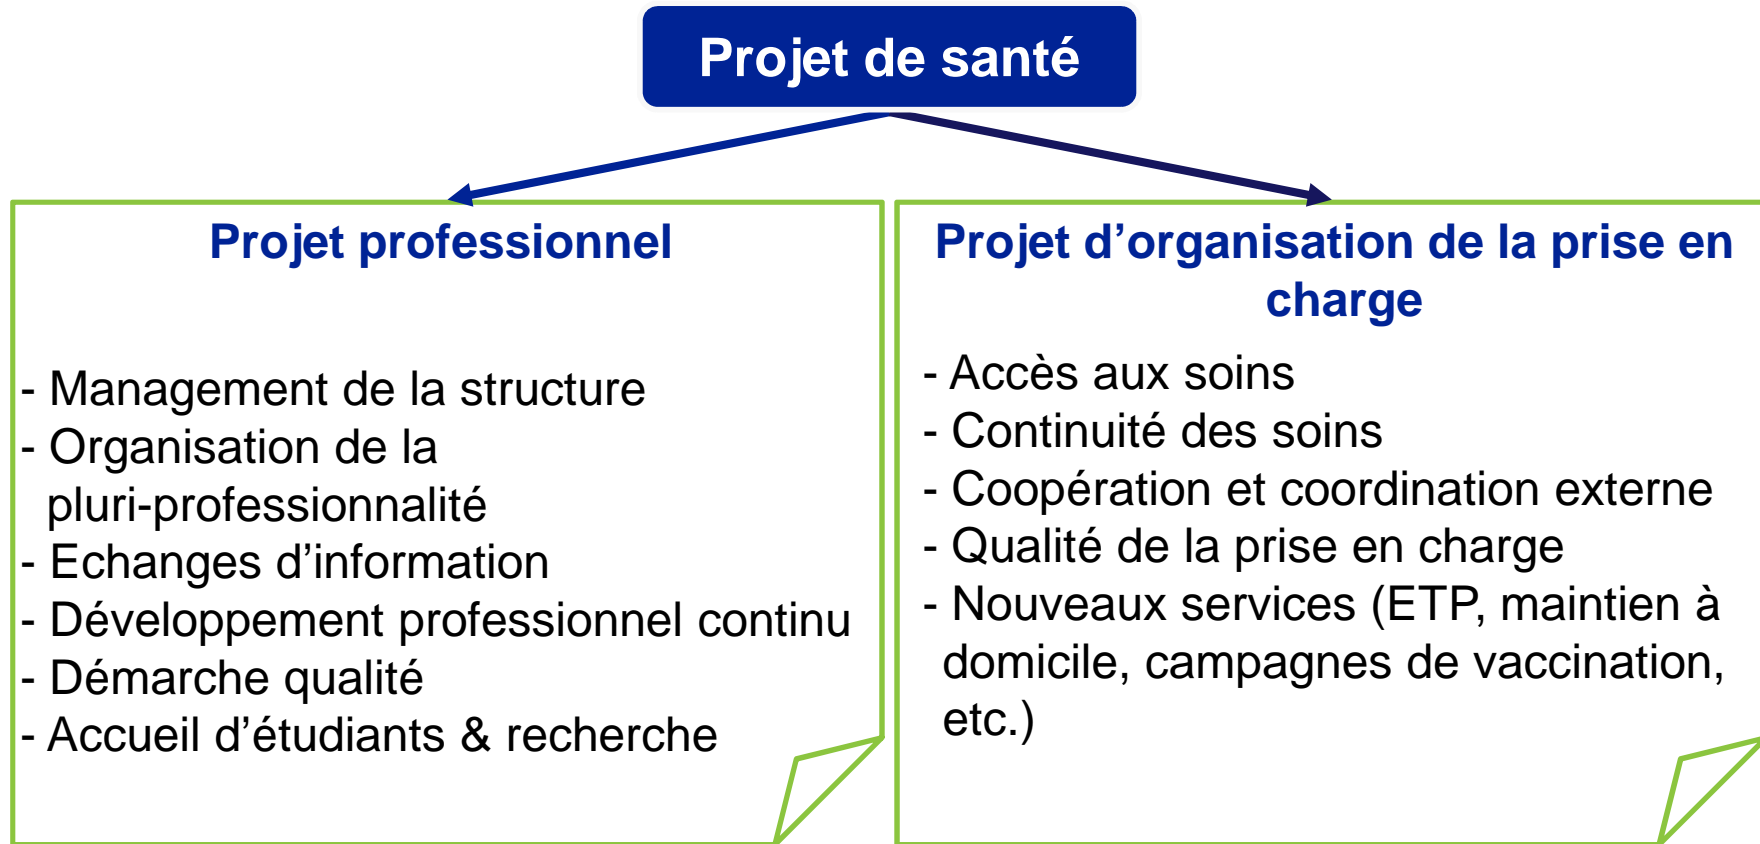 Projet de santé
Projet professionnel
- Management de la structure
- Organisation de la
pluri-professionnalité
- Echanges d’information
- Développement professionnel continu
- Démarche qualité
- Accueil d’étudiants & recherche
Projet d’organisation de la prise en
charge
- Accès aux soins
- Continuité des soins
- Coopération et coordination externe
- Qualité de la prise en charge
- Nouveaux services (ETP, maintien à
domicile, campagnes de vaccination,
etc.)